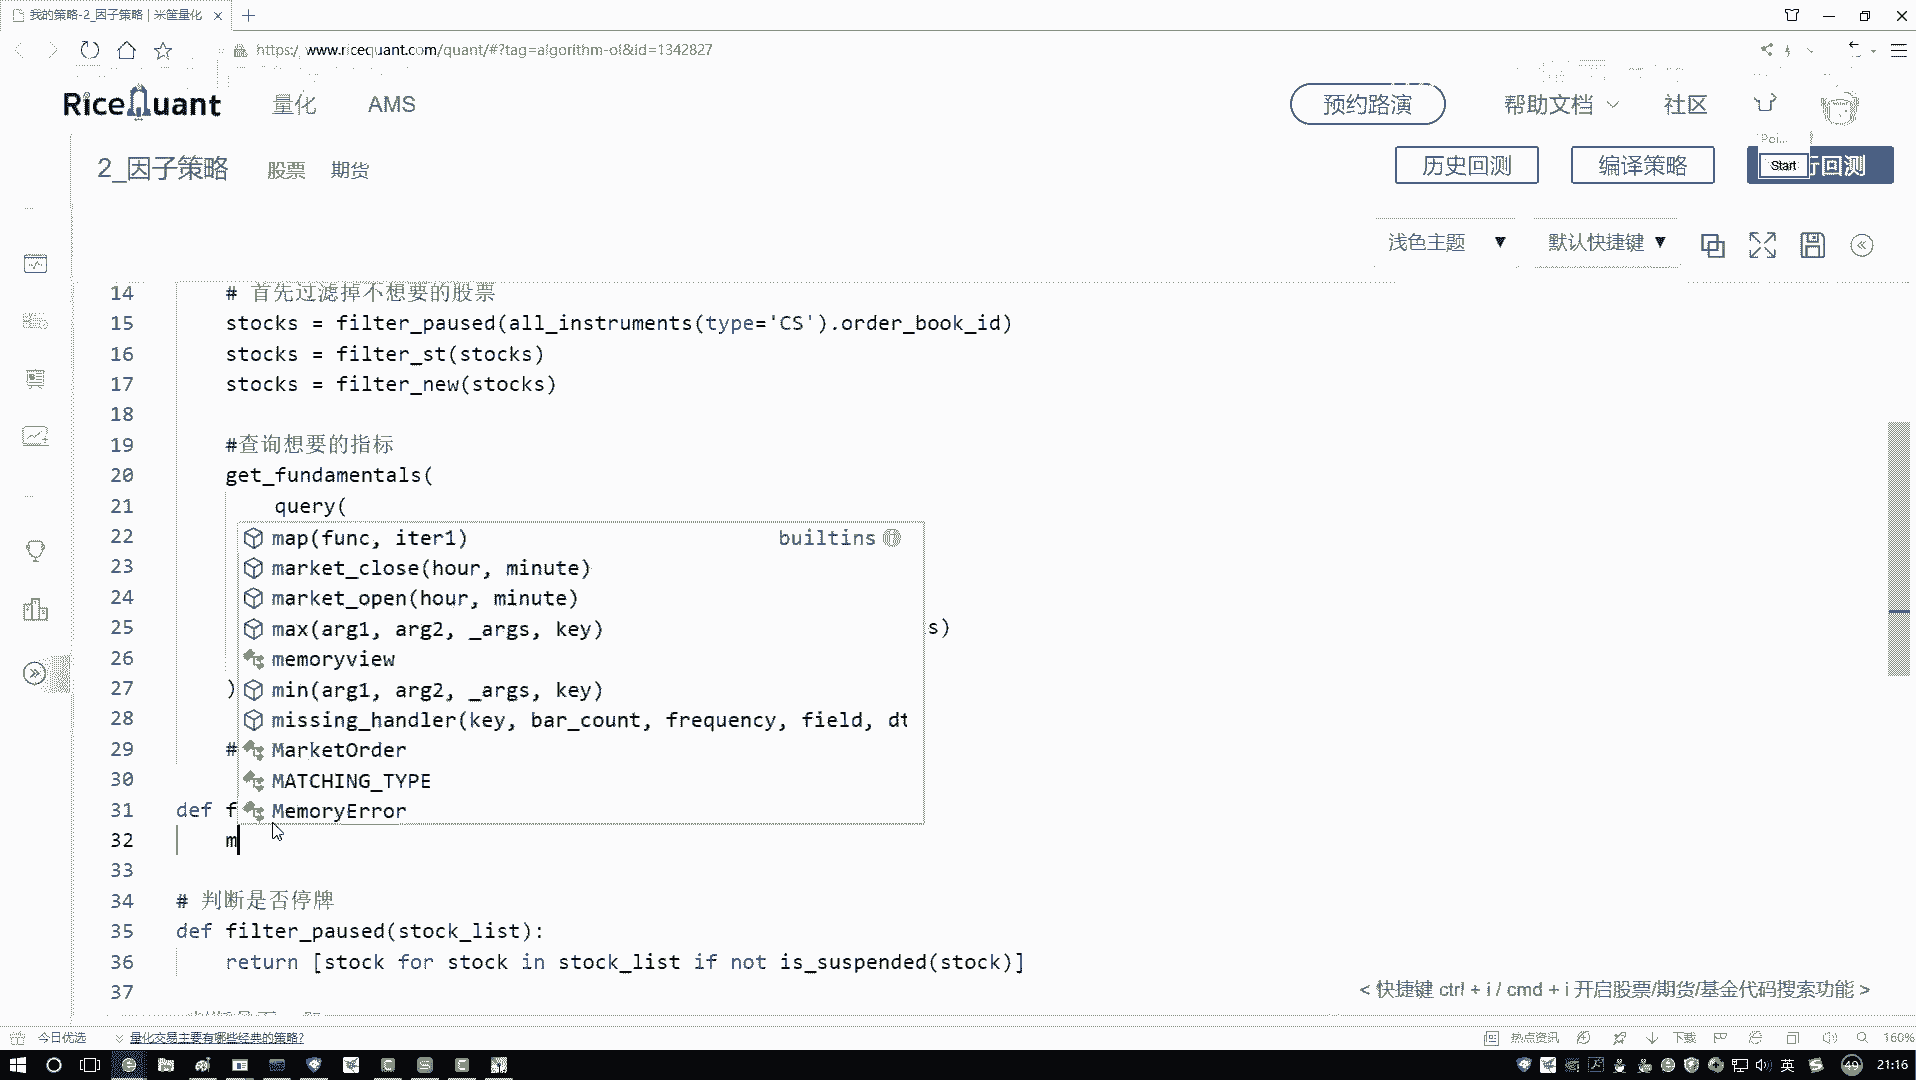 我的策略-2_因子策略 | 米筐量化
https://www.ricequant.com/quant/#?tag=algorithm-ol&id=1342827
RiceQuant 量化 AMS 预约路演 帮助文档 社区
Poi...
2_因子策略 股票 期货 历史回测 编译策略 Start 行回测
浅色主题 ▼ 默认快捷键 ▼
14 # 首先过滤掉不想要的股票
15 stocks = filter_paused(all_instruments(type='CS').order_book_id)
16 stocks = filter_st(stocks)
17 stocks = filter_new(stocks)
18
19 #查询想要的指标
20 get_fundamentals(
21 query(
22 map(func, iter1) builtins
23 market_close(hour, minute)
24 market_open(hour, minute)
25 max(arg1, arg2, _args, key) s)
26 memoryview
27 ) min(arg1, arg2, _args, key)
28 missing_handler(key, bar_count, frequency, field, dt
29 # MarketOrder
30 MATCHING_TYPE
31 def f MemoryError
32 m
33
34 # 判断是否停牌
35 def filter_paused(stock_list):
36 return [stock for stock in stock_list if not is_suspended(stock)]
37
< 快捷键 ctrl + i / cmd + i 开启股票/期货/基金代码搜索功能 >
今日优选 量化交易主要有哪些经典的策略? 热点资讯 下载 160%
英 49 21:16